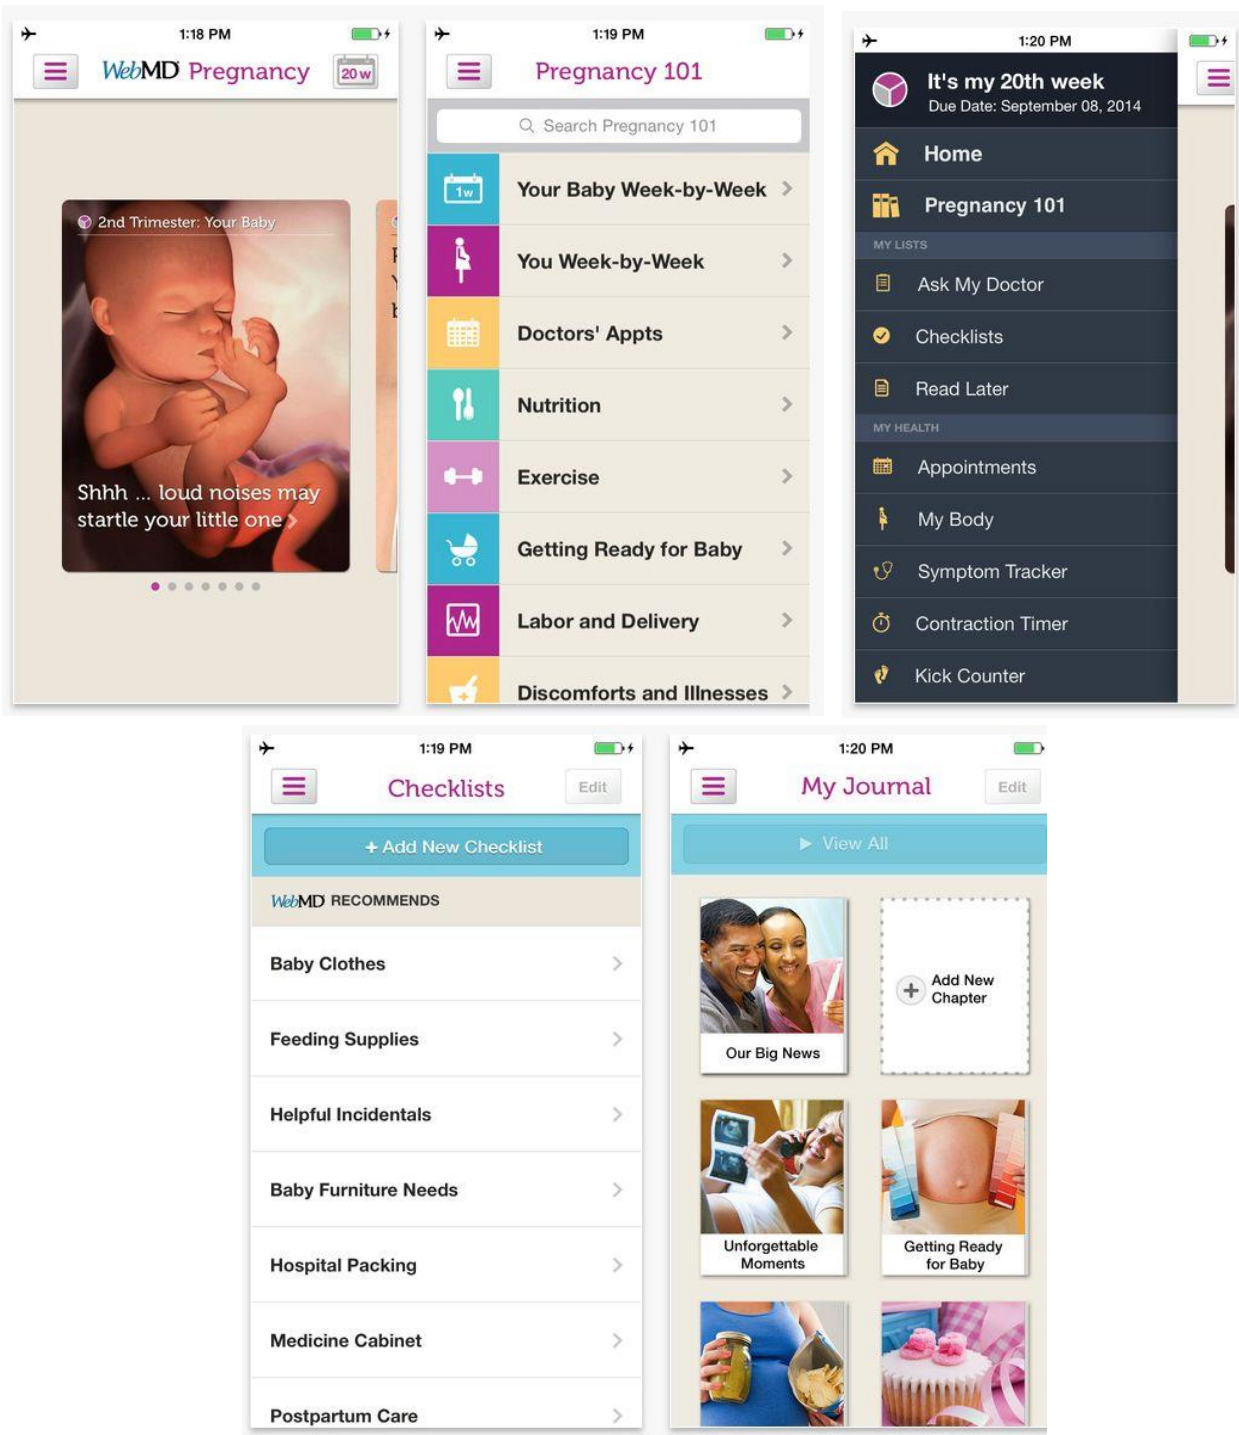 1:18 PM
WebMD Pregnancy
20 w
2nd Trimester: Your Baby
Shhh ... loud noises may
startle your little one
1:19 PM
Pregnancy 101
Search Pregnancy 101
1w
Your Baby Week-by-Week
You Week-by-Week
Doctors' Appts
Nutrition
Exercise
Getting Ready for Baby
Labor and Delivery
Discomforts and Illnesses
1:20 PM
It's my 20th week
Due Date: September 08, 2014
Home
Pregnancy 101
MY LISTS
Ask My Doctor
Checklists
Read Later
MY HEALTH
Appointments
My Body
Symptom Tracker
Contraction Timer
Kick Counter
1:19 PM
Checklists
Edit
+ Add New Checklist
WebMD RECOMMENDS
Baby Clothes
Feeding Supplies
Helpful Incidentals
Baby Furniture Needs
Hospital Packing
Medicine Cabinet
Postpartum Care
1:20 PM
My Journal
Edit
View All
Our Big News
Add New
Chapter
Unforgettable
Moments
Getting Ready
for Baby